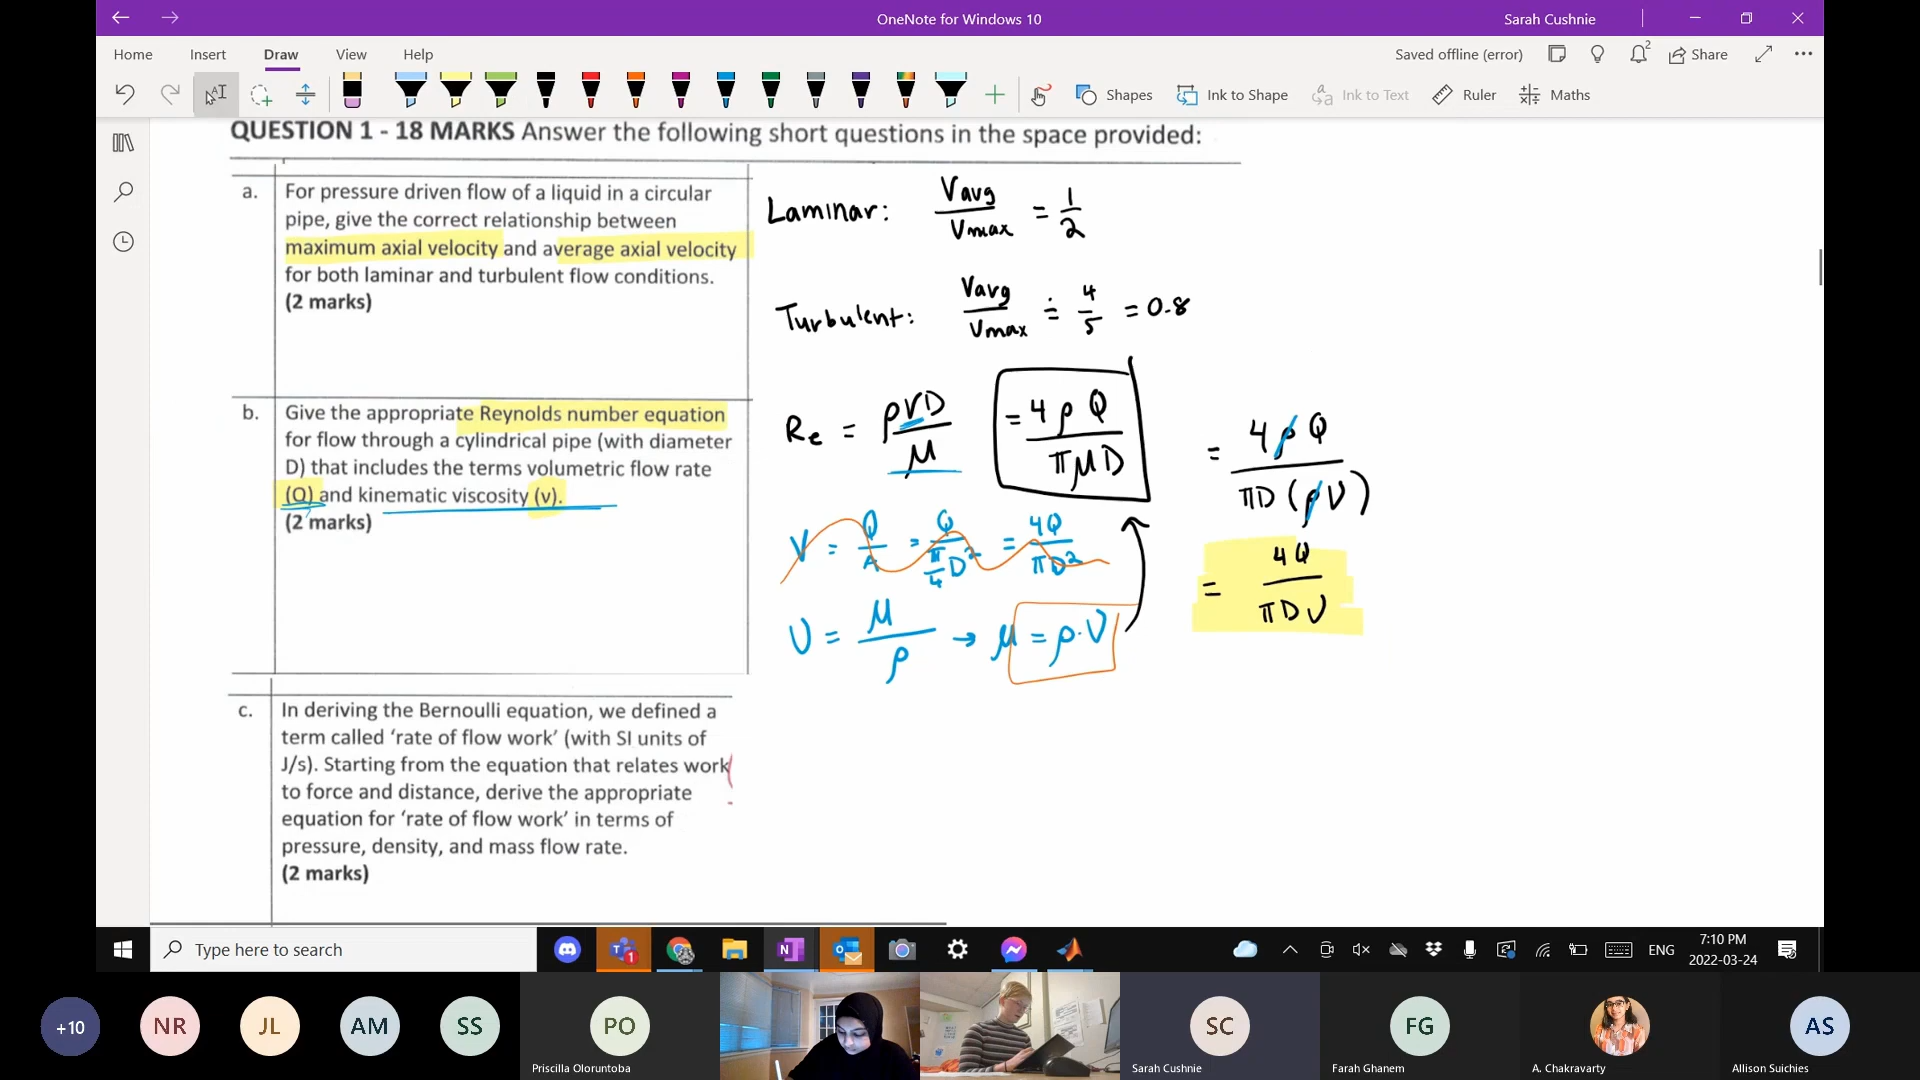 OneNote for Windows 10
Sarah Cushnie
Home Insert Draw View Help
Saved offline (error)
2
Share
Shapes
Ink to Shape
Ink to Text
Ruler
Maths
QUESTION 1 - 18 MARKS Answer the following short questions in the space provided:
a. For pressure driven flow of a liquid in a circular
pipe, give the correct relationship between
maximum axial velocity and average axial velocity
for both laminar and turbulent flow conditions.
(2 marks)
Laminar: Vavg / Vmax = 1/2
Turbulent: Vavg / Vmax ≐ 4/5 = 0.8
b. Give the appropriate Reynolds number equation
for flow through a cylindrical pipe (with diameter
D) that includes the terms volumetric flow rate
(Q) and kinematic viscosity (ν).
(2 marks)
Re = ρVD / μ = 4ρQ / πμD = 4ρQ / πD(ρν)
V = Q / A = Q / π/4 D² = 4Q / πD²
= 4Q / πDν
ν = μ / ρ → μ = ρ·ν
c. In deriving the Bernoulli equation, we defined a
term called ‘rate of flow work’ (with SI units of
J/s). Starting from the equation that relates work
to force and distance, derive the appropriate
equation for ‘rate of flow work’ in terms of
pressure, density, and mass flow rate.
(2 marks)
Type here to search
1
N
ENG
7:10 PM
2022-03-24
+10
NR
JL
AM
SS
PO
Priscilla Oloruntoba
SC
Sarah Cushnie
FG
Farah Ghanem
A. Chakravarty
AS
Allison Suichies